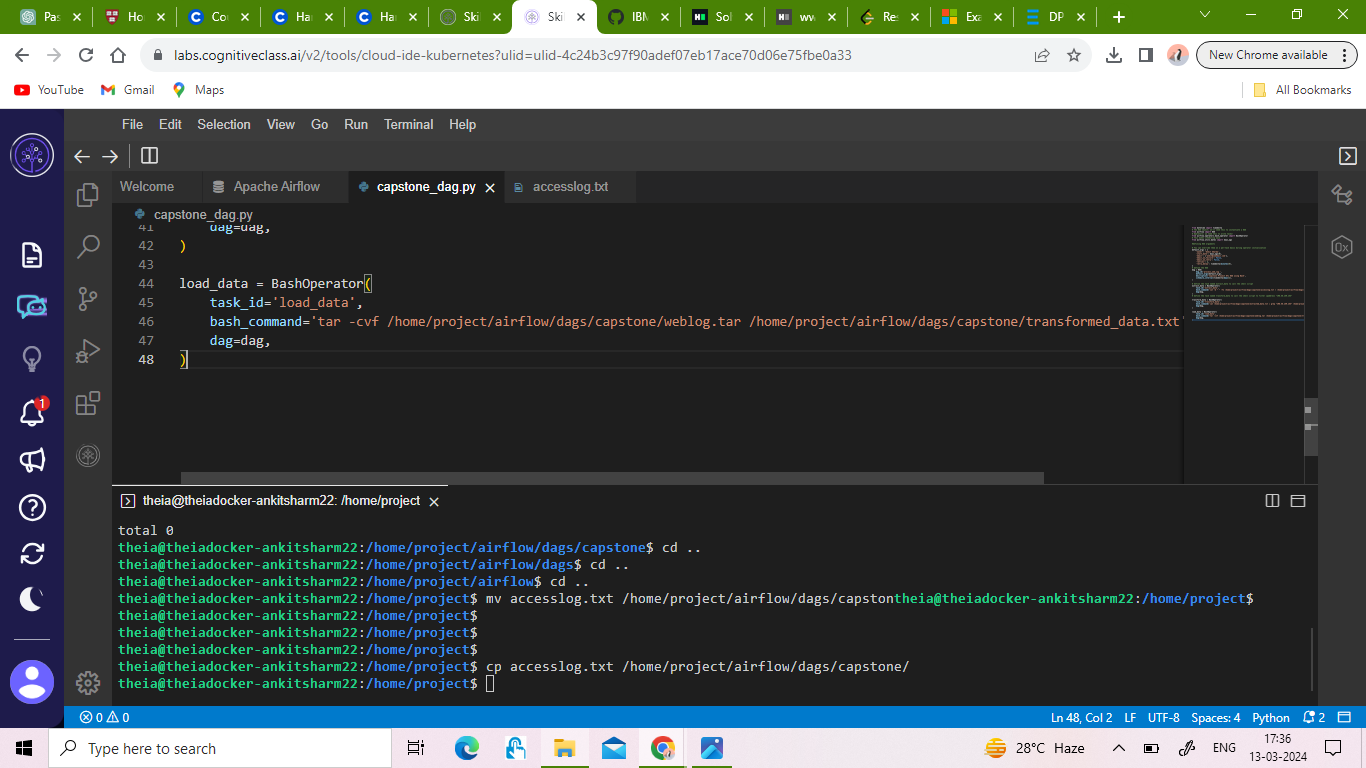 Pas
Ho
Cou
Ha
Ha
Skil
Skil
IBM
Sol
ww
Re
Exa
DP
labs.cognitiveclass.ai/v2/tools/cloud-ide-kubernetes?ulid=ulid-4c24b3c97f90adef07eb17ace70d06e75fbe0a33
New Chrome available
YouTube
Gmail
Maps
All Bookmarks
File Edit Selection View Go Run Terminal Help
Welcome
Apache Airflow
capstone_dag.py
accesslog.txt
capstone_dag.py
41 dag=dag,
42 )
43
44 load_data = BashOperator(
45 task_id='load_data',
46 bash_command='tar -cvf /home/project/airflow/dags/capstone/weblog.tar /home/project/airflow/dags/capstone/transformed_data.txt'
47 dag=dag,
48 )
1
theia@theiadocker-ankitsharm22: /home/project
total 0
theia@theiadocker-ankitsharm22:/home/project/airflow/dags/capstone$ cd ..
theia@theiadocker-ankitsharm22:/home/project/airflow/dags$ cd ..
theia@theiadocker-ankitsharm22:/home/project/airflow$ cd ..
theia@theiadocker-ankitsharm22:/home/project$ mv accesslog.txt /home/project/airflow/dags/capstontheia@theiadocker-ankitsharm22:/home/project$
theia@theiadocker-ankitsharm22:/home/project$
theia@theiadocker-ankitsharm22:/home/project$
theia@theiadocker-ankitsharm22:/home/project$
theia@theiadocker-ankitsharm22:/home/project$ cp accesslog.txt /home/project/airflow/dags/capstone/
theia@theiadocker-ankitsharm22:/home/project$
0 0
Ln 48, Col 2 LF UTF-8 Spaces: 4 Python 2
Type here to search
28°C Haze
ENG
17:36
13-03-2024